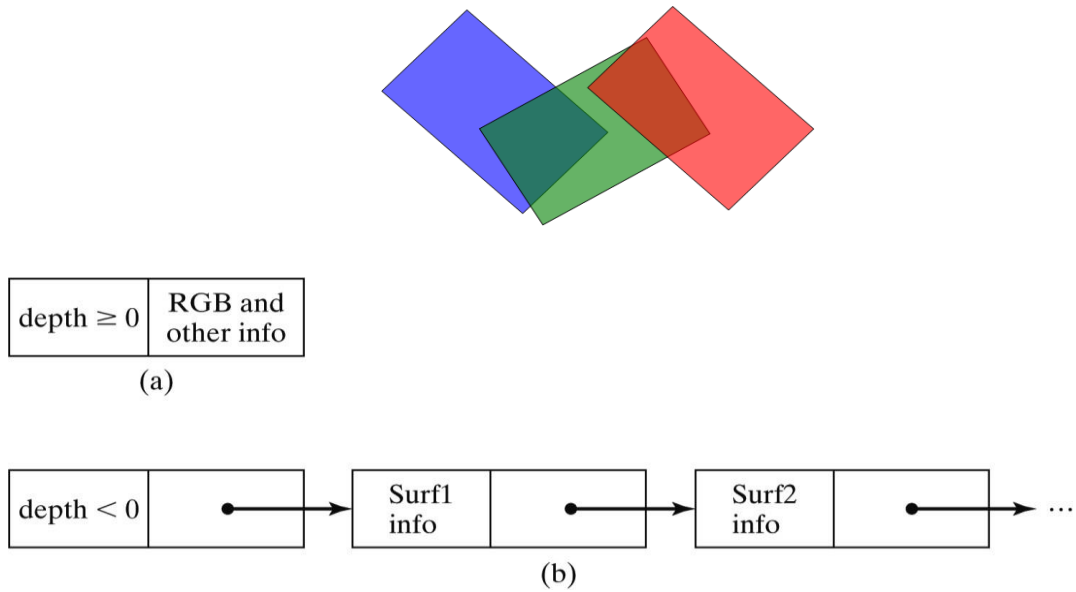 depth ≥ 0
RGB and
other info
(a)
depth < 0
Surf1
info
Surf2
info
...
(b)